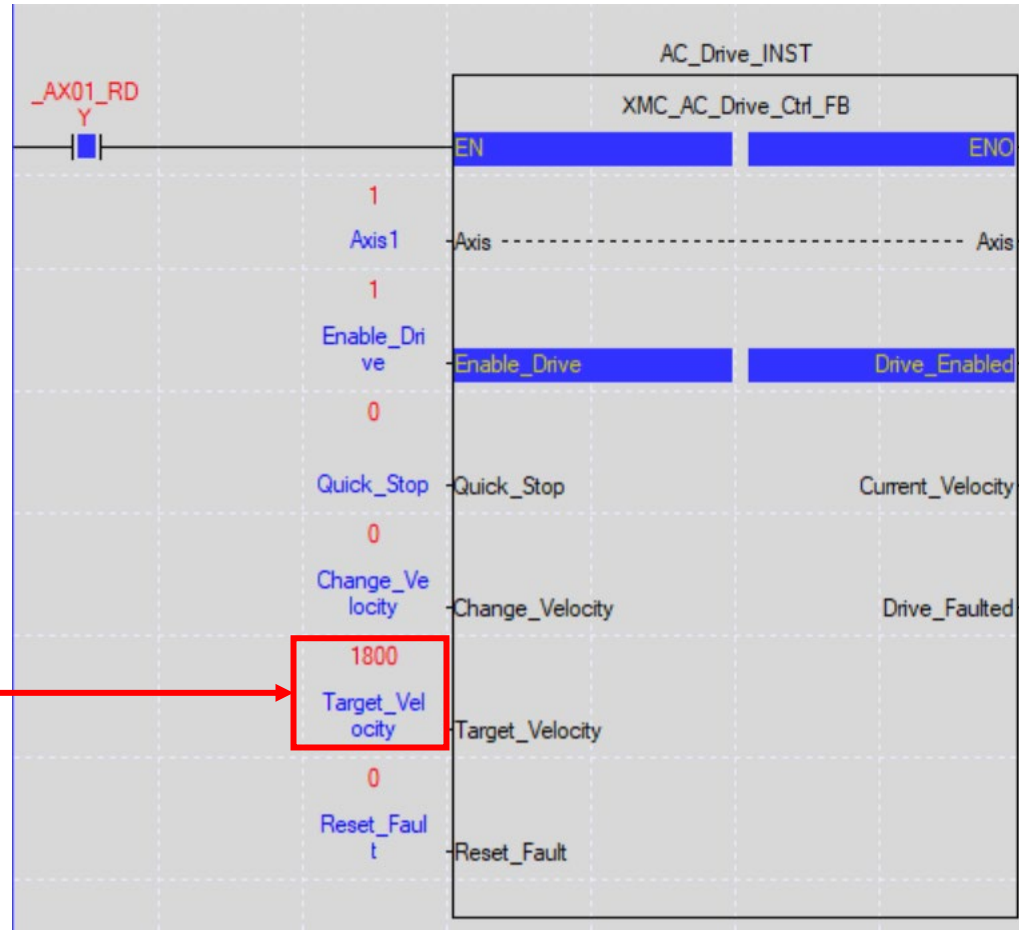 AC_Drive_INST
_AX01_RD
Y
XMC_AC_Drive_Ctrl_FB
EN ENO
1
Axis1 Axis Axis
1
Enable_Dri
ve Enable_Drive Drive_Enabled
0
Quick_Stop Quick_Stop Current_Velocity
0
Change_Ve
locity Change_Velocity Drive_Faulted
1800
Target_Vel
ocity Target_Velocity
0
Reset_Faul
t Reset_Fault